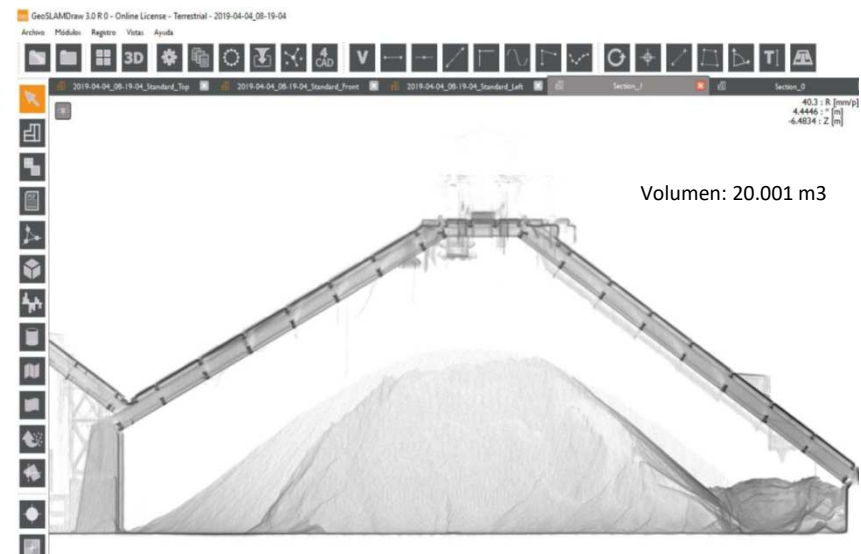 GeoSLAMDraw 3.0 R 0 - Online License - Terrestrial - 2019-04-04_08-19-04
Archivo Módulos Registro Vistas Ayuda
3D 4 CAD V T
2019-04-04_08-19-04_Standard_Top 2019-04-04_08-19-04_Standard_Front 2019-04-04_08-19-04_Standard_Left Section_1 Section_0
40.3 : R [mm/p]
4.4446 : " [m]
-6.4834 : Z [m]
Volumen: 20.001 m3